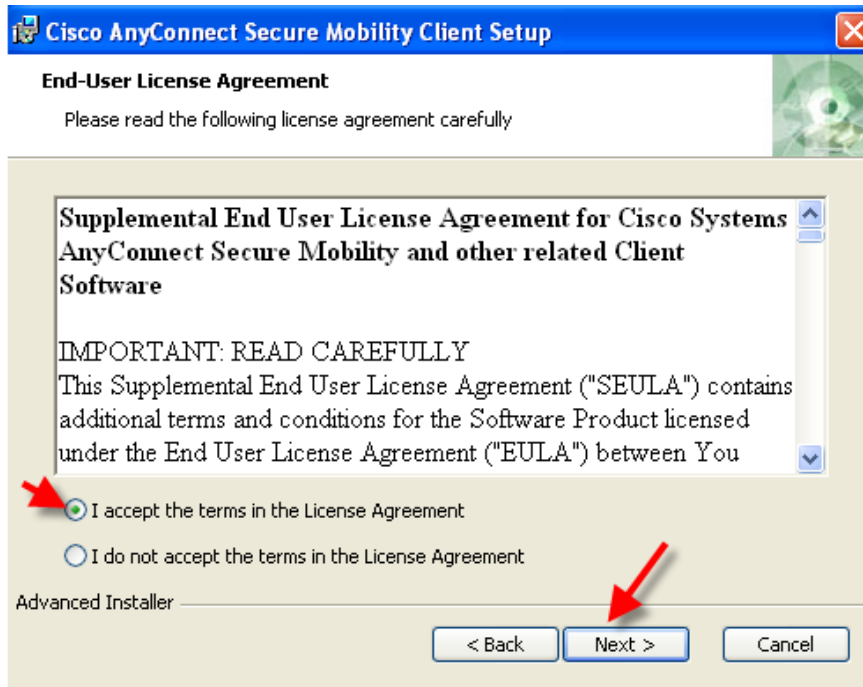 Cisco AnyConnect Secure Mobility Client Setup
End-User License Agreement
Please read the following license agreement carefully
Supplemental End User License Agreement for Cisco Systems
AnyConnect Secure Mobility and other related Client
Software
IMPORTANT: READ CAREFULLY
This Supplemental End User License Agreement ("SEULA") contains
additional terms and conditions for the Software Product licensed
under the End User License Agreement ("EULA") between You
I accept the terms in the License Agreement
I do not accept the terms in the License Agreement
Advanced Installer
< Back Next > Cancel